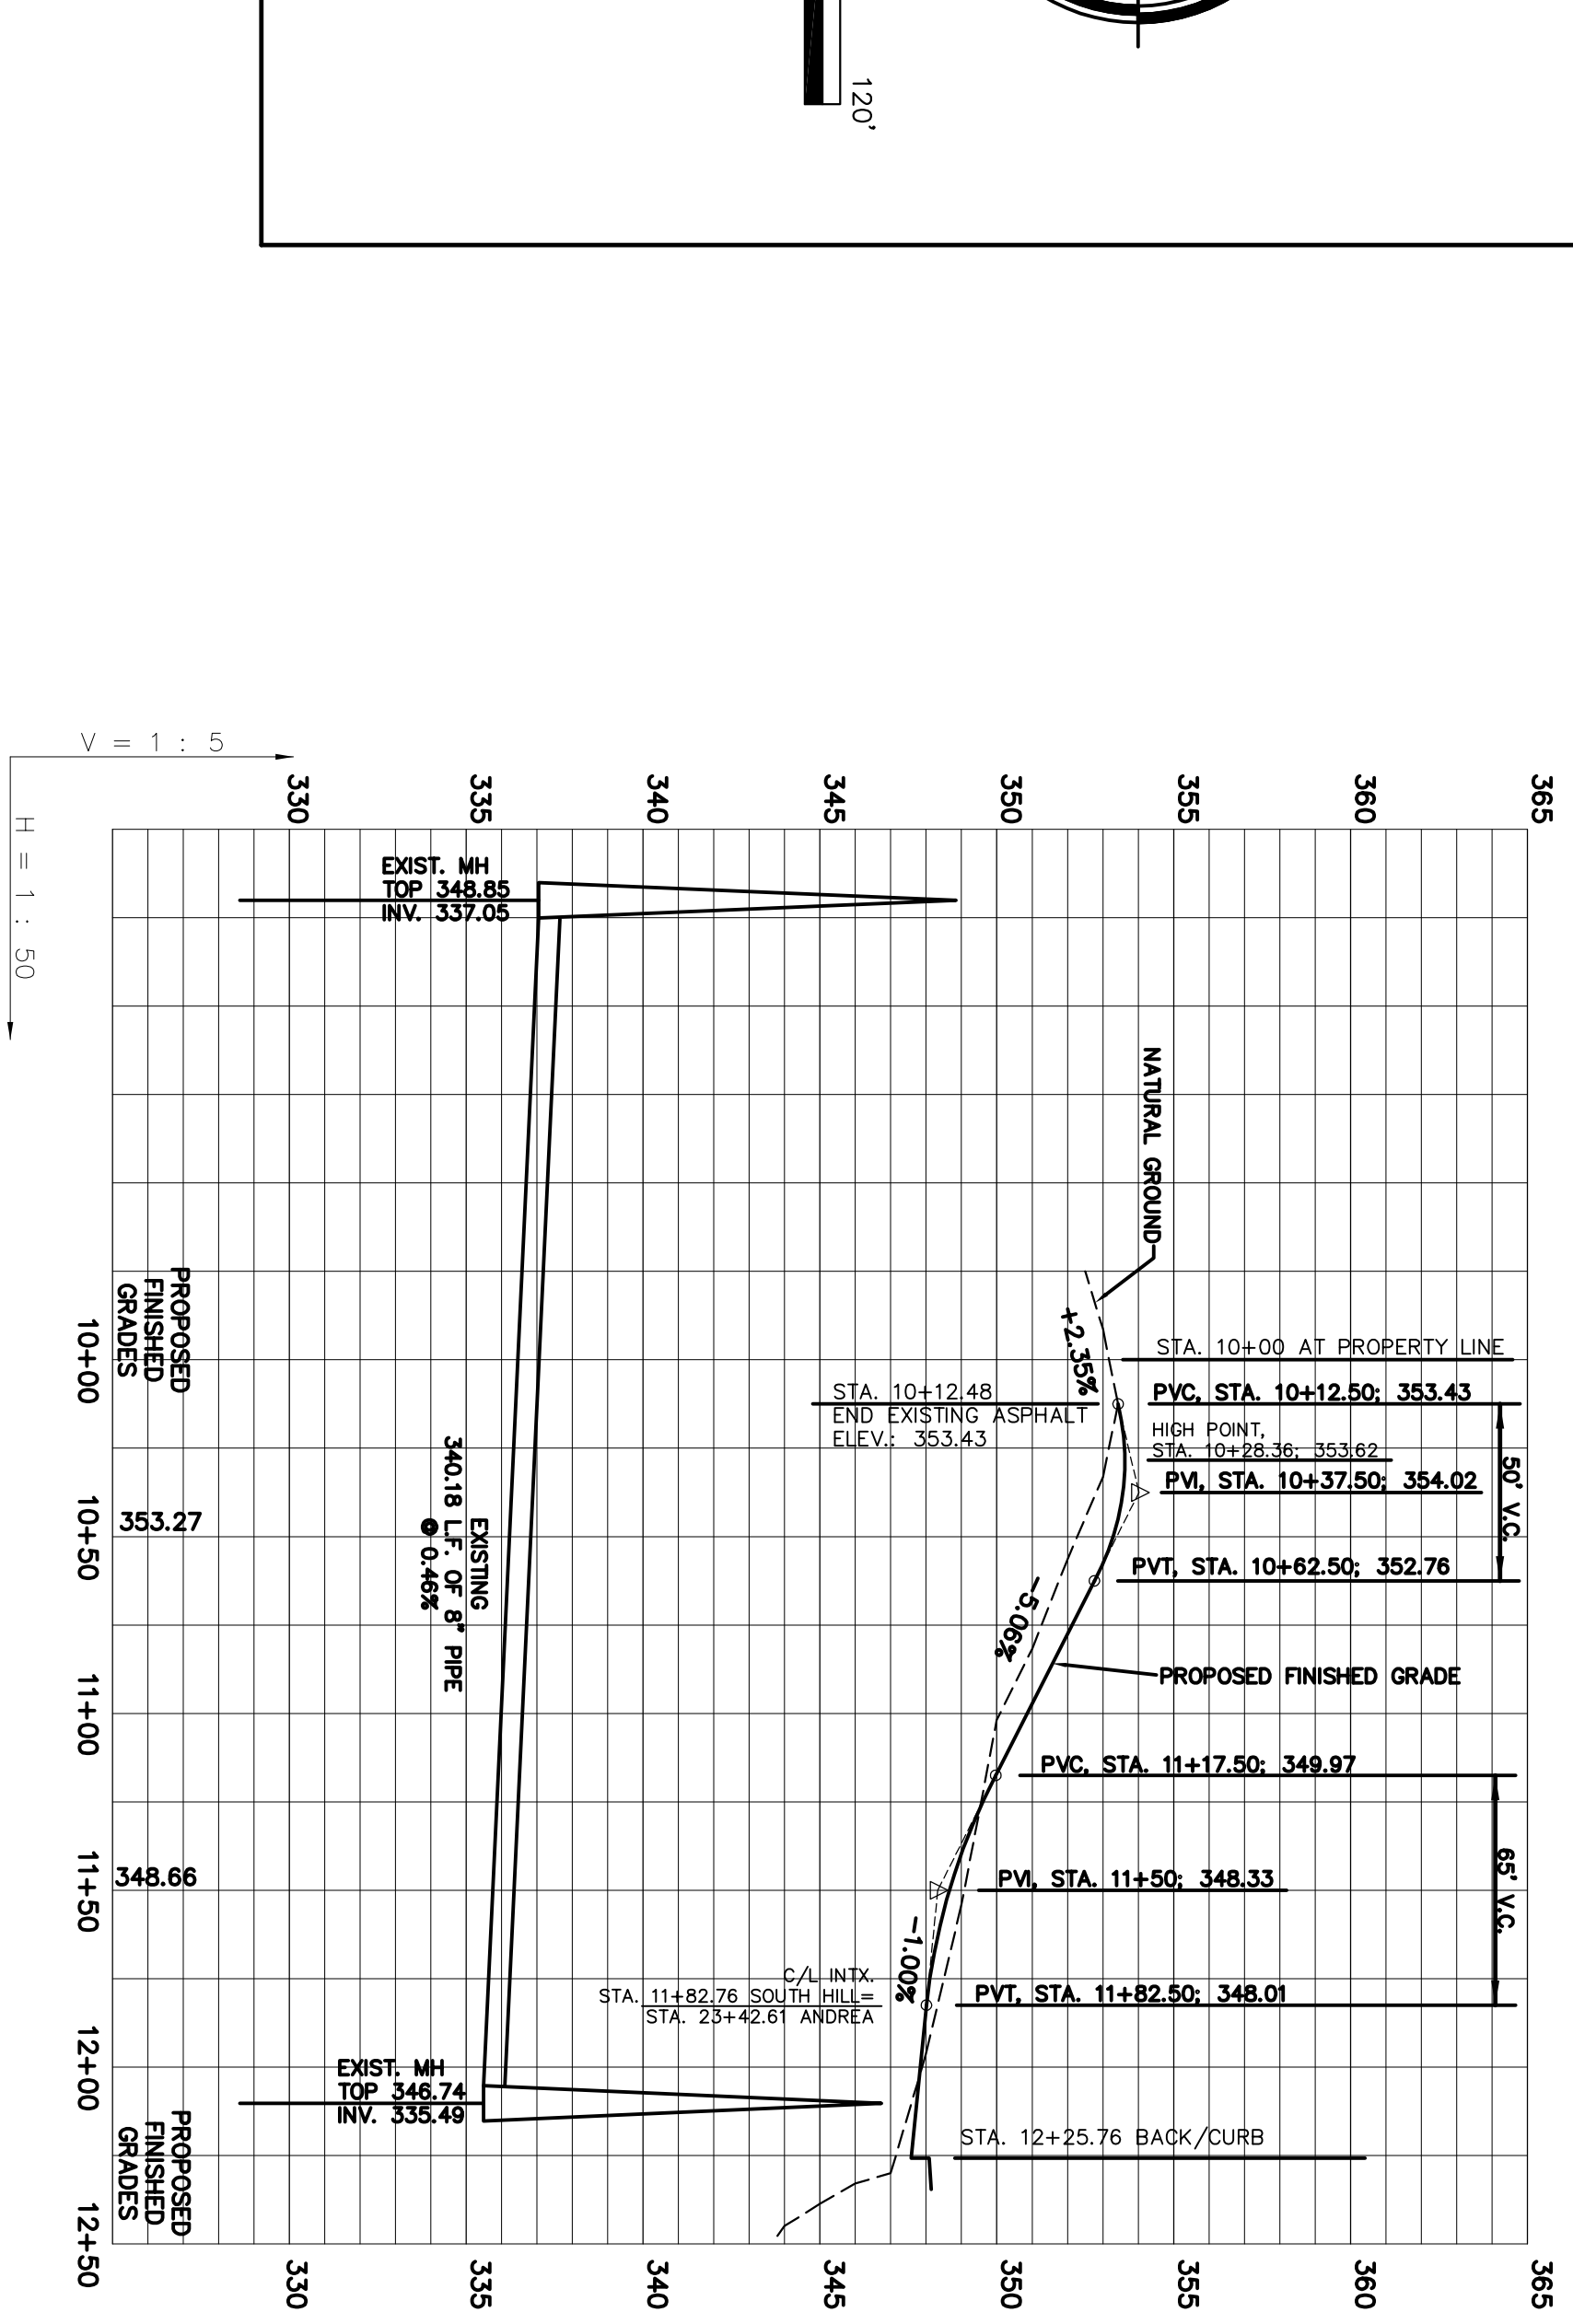 120'
V = 1 : 5
H = 1 : 50
365
360
355
350
345
340
335
330
STA. 10+00 AT PROPERTY LINE
PVC, STA. 10+12.50; 353.43
HIGH POINT,
STA. 10+28.36; 353.62
PVI, STA. 10+37.50; 354.02
50' V.C.
PVT, STA. 10+62.50; 352.76
PROPOSED FINISHED GRADE
PVC, STA. 11+17.50; 349.97
PVI, STA. 11+50; 348.33
65' V.C.
PVT, STA. 11+82.50; 348.01
STA. 12+25.76 BACK/CURB
NATURAL GROUND
+2.35%
-5.06%
-1.00%
STA. 10+12.48
END EXISTING ASPHALT
ELEV.: 353.43
C/L INTX.
STA. 11+82.76 SOUTH HILL=
STA. 23+42.61 ANDREA
EXIST. MH
TOP 348.85
INV. 337.05
EXISTING
340.18 L.F. OF 8" PIPE
@ 0.46%
EXIST. MH
TOP 346.74
INV. 335.49
PROPOSED
FINISHED
GRADES
353.27
348.66
PROPOSED
FINISHED
GRADES
10+00
10+50
11+00
11+50
12+00
12+50
365
360
355
350
345
340
335
330